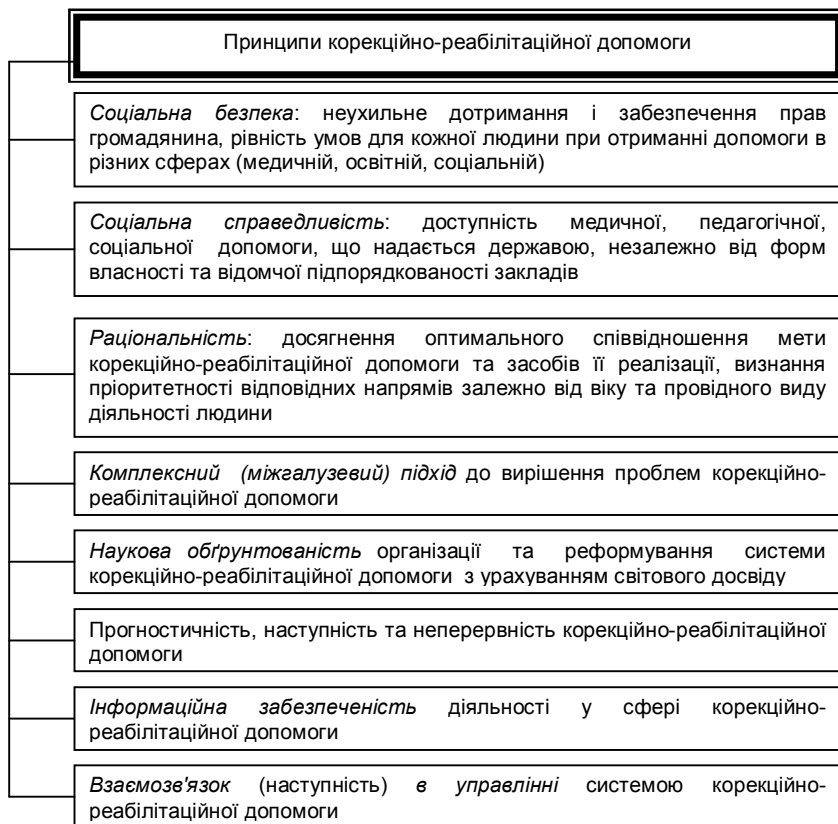 Принципи корекційно-реабілітаційної допомоги
Соціальна безпека: неухильне дотримання і забезпечення прав
громадянина, рівність умов для кожної людини при отриманні допомоги в
різних сферах (медичній, освітній, соціальній)
Соціальна справедливість: доступність медичної, педагогічної,
соціальної допомоги, що надається державою, незалежно від форм
власності та відомчої підпорядкованості закладів
Раціональність: досягнення оптимального співвідношення мети
корекційно-реабілітаційної допомоги та засобів її реалізації, визнання
пріоритетності відповідних напрямів залежно від віку та провідного виду
діяльності людини
Комплексний (міжгалузевий) підхід до вирішення проблем корекційно-
реабілітаційної допомоги
Наукова обґрунтованість організації та реформування системи
корекційно-реабілітаційної допомоги з урахуванням світового досвіду
Прогностичність, наступність та неперервність корекційно-реабілітаційної
допомоги
Інформаційна забезпеченість діяльності у сфері корекційно-
реабілітаційної допомоги
Взаємозв'язок (наступність) в управлінні системою корекційно-
реабілітаційної допомоги